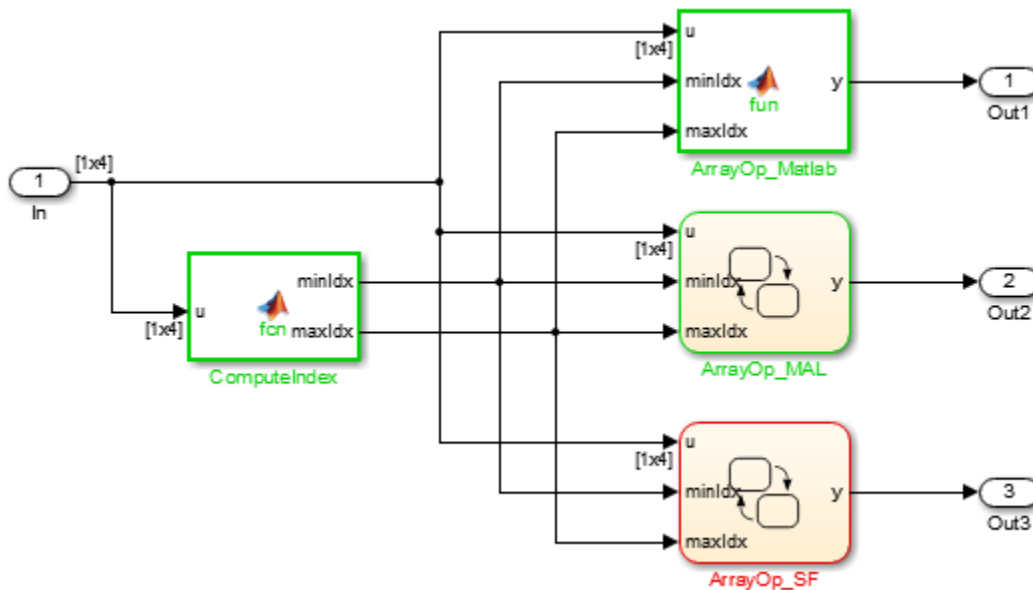 u
[1x4]
minIdx
maxIdx
fun
y
ArrayOp_Matlab
1
Out1
[1x4]
1
In
u
[1x4]
minIdx
maxIdx
fcn
ComputeIndex
u
[1x4]
minIdx
maxIdx
y
ArrayOp_MAL
2
Out2
u
[1x4]
minIdx
maxIdx
y
ArrayOp_SF
3
Out3